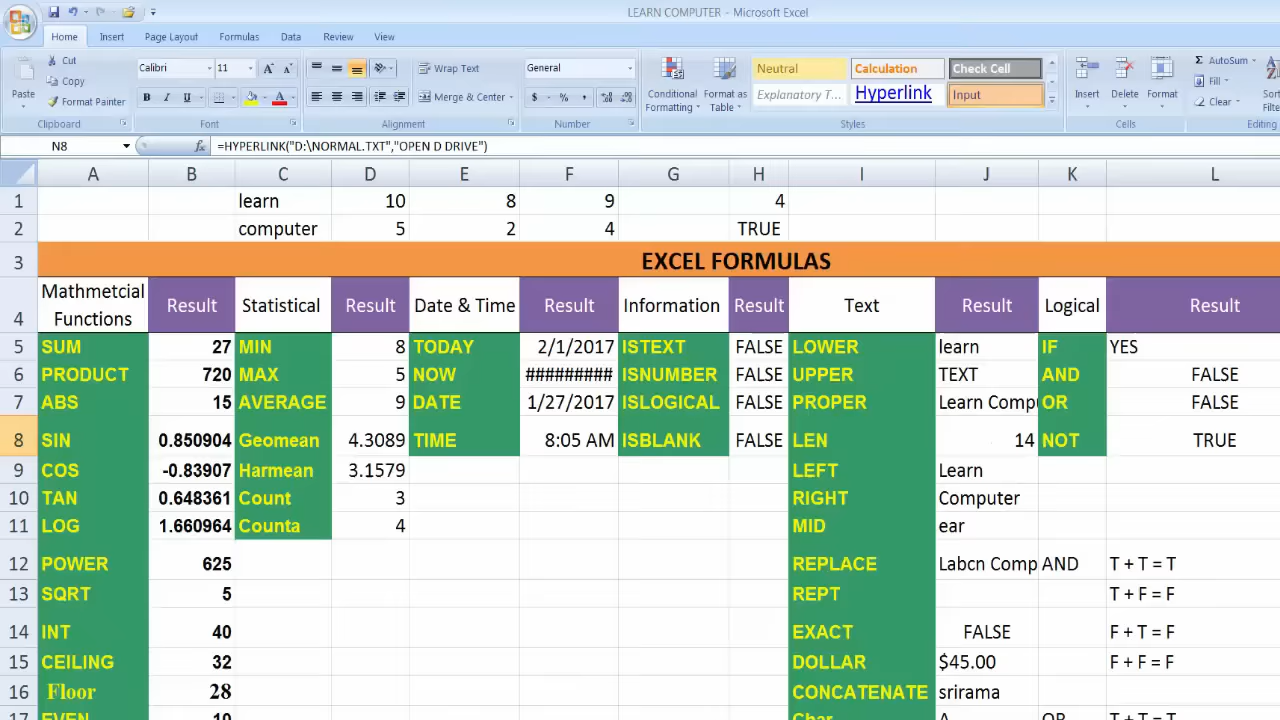 LEARN COMPUTER - Microsoft Excel
Home Insert Page Layout Formulas Data Review View
Paste Cut Copy Format Painter Clipboard
Calibri 11 B I U A A A Font
Wrap Text Merge & Center Alignment
General $ % , Number
Conditional Formatting Format as Table
Neutral Calculation Check Cell
Explanatory T... Hyperlink Input
Styles
Insert Delete Format Cells
Σ AutoSum Fill Clear Editing
N8 fx =HYPERLINK("D:\NORMAL.TXT","OPEN D DRIVE")
A B C D E F G H I J K L
1 learn 10 8 9 4
2 computer 5 2 4 TRUE
3 EXCEL FORMULAS
4 Mathmetcial Functions Result Statistical Result Date & Time Result Information Result Text Result Logical Result
5 SUM 27 MIN 8 TODAY 2/1/2017 ISTEXT FALSE LOWER learn IF YES
6 PRODUCT 720 MAX 5 NOW ######### ISNUMBER FALSE UPPER TEXT AND FALSE
7 ABS 15 AVERAGE 9 DATE 1/27/2017 ISLOGICAL FALSE PROPER Learn Compu OR FALSE
8 SIN 0.850904 Geomean 4.3089 TIME 8:05 AM ISBLANK FALSE LEN 14 NOT TRUE
9 COS -0.83907 Harmean 3.1579 LEFT Learn
10 TAN 0.648361 Count 3 RIGHT Computer
11 LOG 1.660964 Counta 4 MID ear
12 POWER 625 REPLACE Labcn Comp AND T + T = T
13 SQRT 5 REPT T + F = F
14 INT 40 EXACT FALSE F + T = F
15 CEILING 32 DOLLAR $45.00 F + F = F
16 Floor 28 CONCATENATE srirama
17 EVEN 10 Char A OR T + T = T